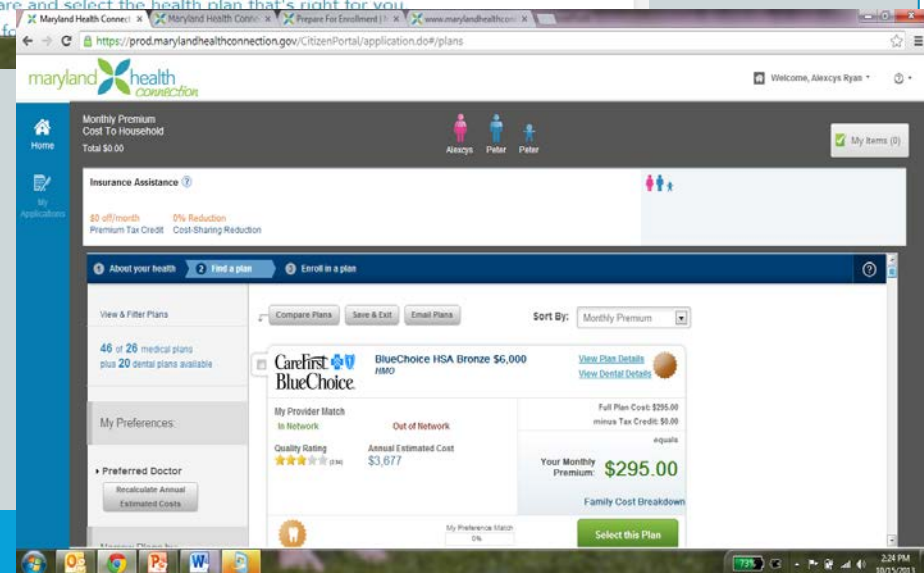 and select the health plan that's right for you
Maryland Health Connect
Maryland Health Conne
Prepare For Enrollment | M
www.marylandhealthconn
https://prod.marylandhealthconnection.gov/CitizenPortal/application.do#/plans
maryland health
connection
Welcome, Alexcys Ryan
Home
My
Applications
Monthly Premium
Cost To Household
Total $0.00
Alexcys Peter Peter
My Items (0)
Insurance Assistance ?
$0 off/month 0% Reduction
Premium Tax Credit Cost-Sharing Reduction
1 About your health 2 Find a plan 3 Enroll in a plan ?
View & Filter Plans
46 of 26 medical plans
plus 20 dental plans available
My Preferences:
Preferred Doctor
Recalculate Annual
Estimated Costs
Narrow Plans by
Compare Plans Save & Exit Email Plans Sort By: Monthly Premium
CareFirst
BlueChoice.
BlueChoice HSA Bronze $6,000
HMO
View Plan Details
View Dental Details
My Provider Match
In Network Out of Network
Quality Rating Annual Estimated Cost
$3,677
Full Plan Cost: $295.00
minus Tax Credit: $0.00
equals
Your Monthly
Premium: $295.00
Family Cost Breakdown
My Preference Match
0%
Select this Plan
73%
2:24 PM
10/15/2013